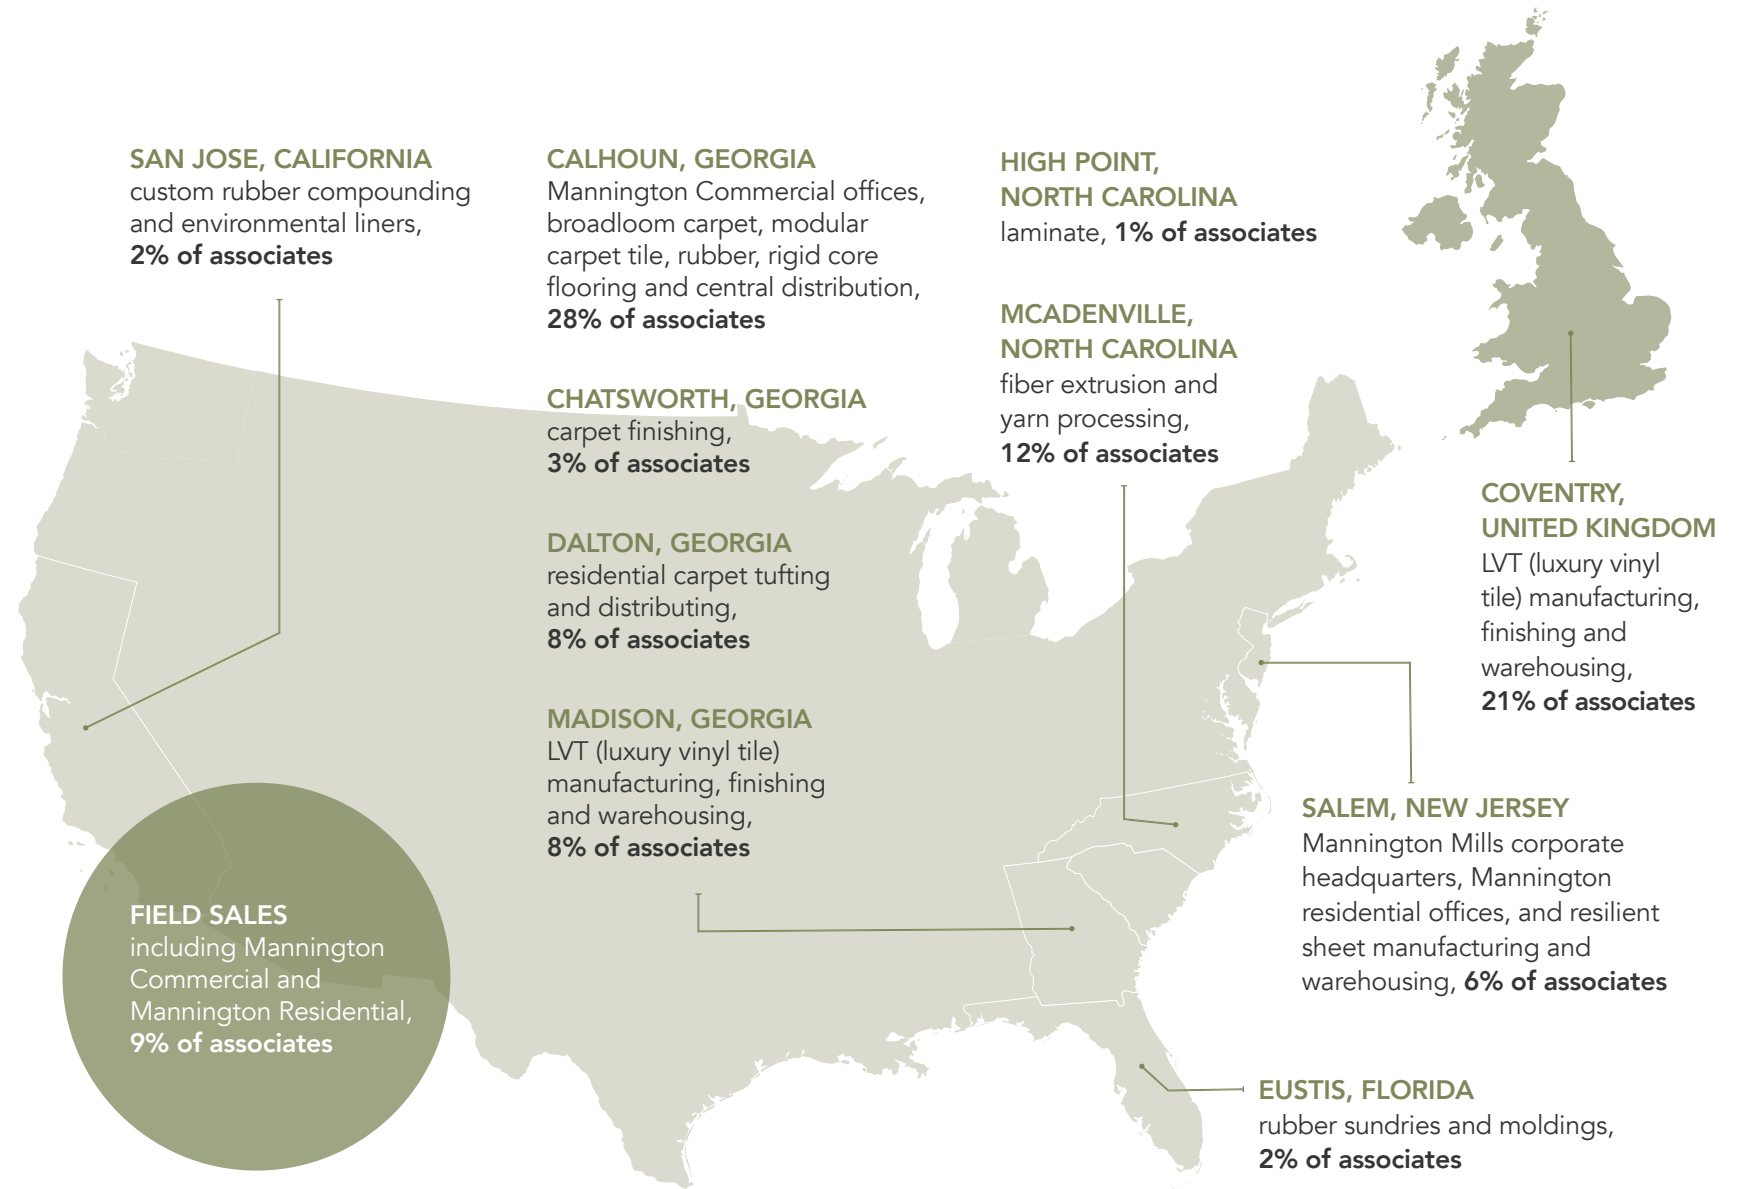 SAN JOSE, CALIFORNIA
custom rubber compounding
and environmental liners,
2% of associates
CALHOUN, GEORGIA
Mannington Commercial offices,
broadloom carpet, modular
carpet tile, rubber, rigid core
flooring and central distribution,
28% of associates
CHATSWORTH, GEORGIA
carpet finishing,
3% of associates
DALTON, GEORGIA
residential carpet tufting
and distributing,
8% of associates
MADISON, GEORGIA
LVT (luxury vinyl tile)
manufacturing, finishing
and warehousing,
8% of associates
HIGH POINT,
NORTH CAROLINA
laminate, 1% of associates
MCADENVILLE,
NORTH CAROLINA
fiber extrusion and
yarn processing,
12% of associates
COVENTRY,
UNITED KINGDOM
LVT (luxury vinyl
tile) manufacturing,
finishing and
warehousing,
21% of associates
SALEM, NEW JERSEY
Mannington Mills corporate
headquarters, Mannington
residential offices, and resilient
sheet manufacturing and
warehousing, 6% of associates
EUSTIS, FLORIDA
rubber sundries and moldings,
2% of associates
FIELD SALES
including Mannington
Commercial and
Mannington Residential,
9% of associates